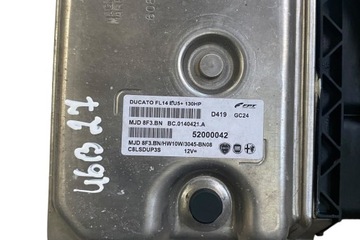 DUCATO FL14 EU5+ 130HP
D419 GC24
MJD 8F3.BN BC.0140421.A
52000042
MJD 8F3.BN/HW10W/3045-BN08
C8LSDUP3S 12V=
46B27